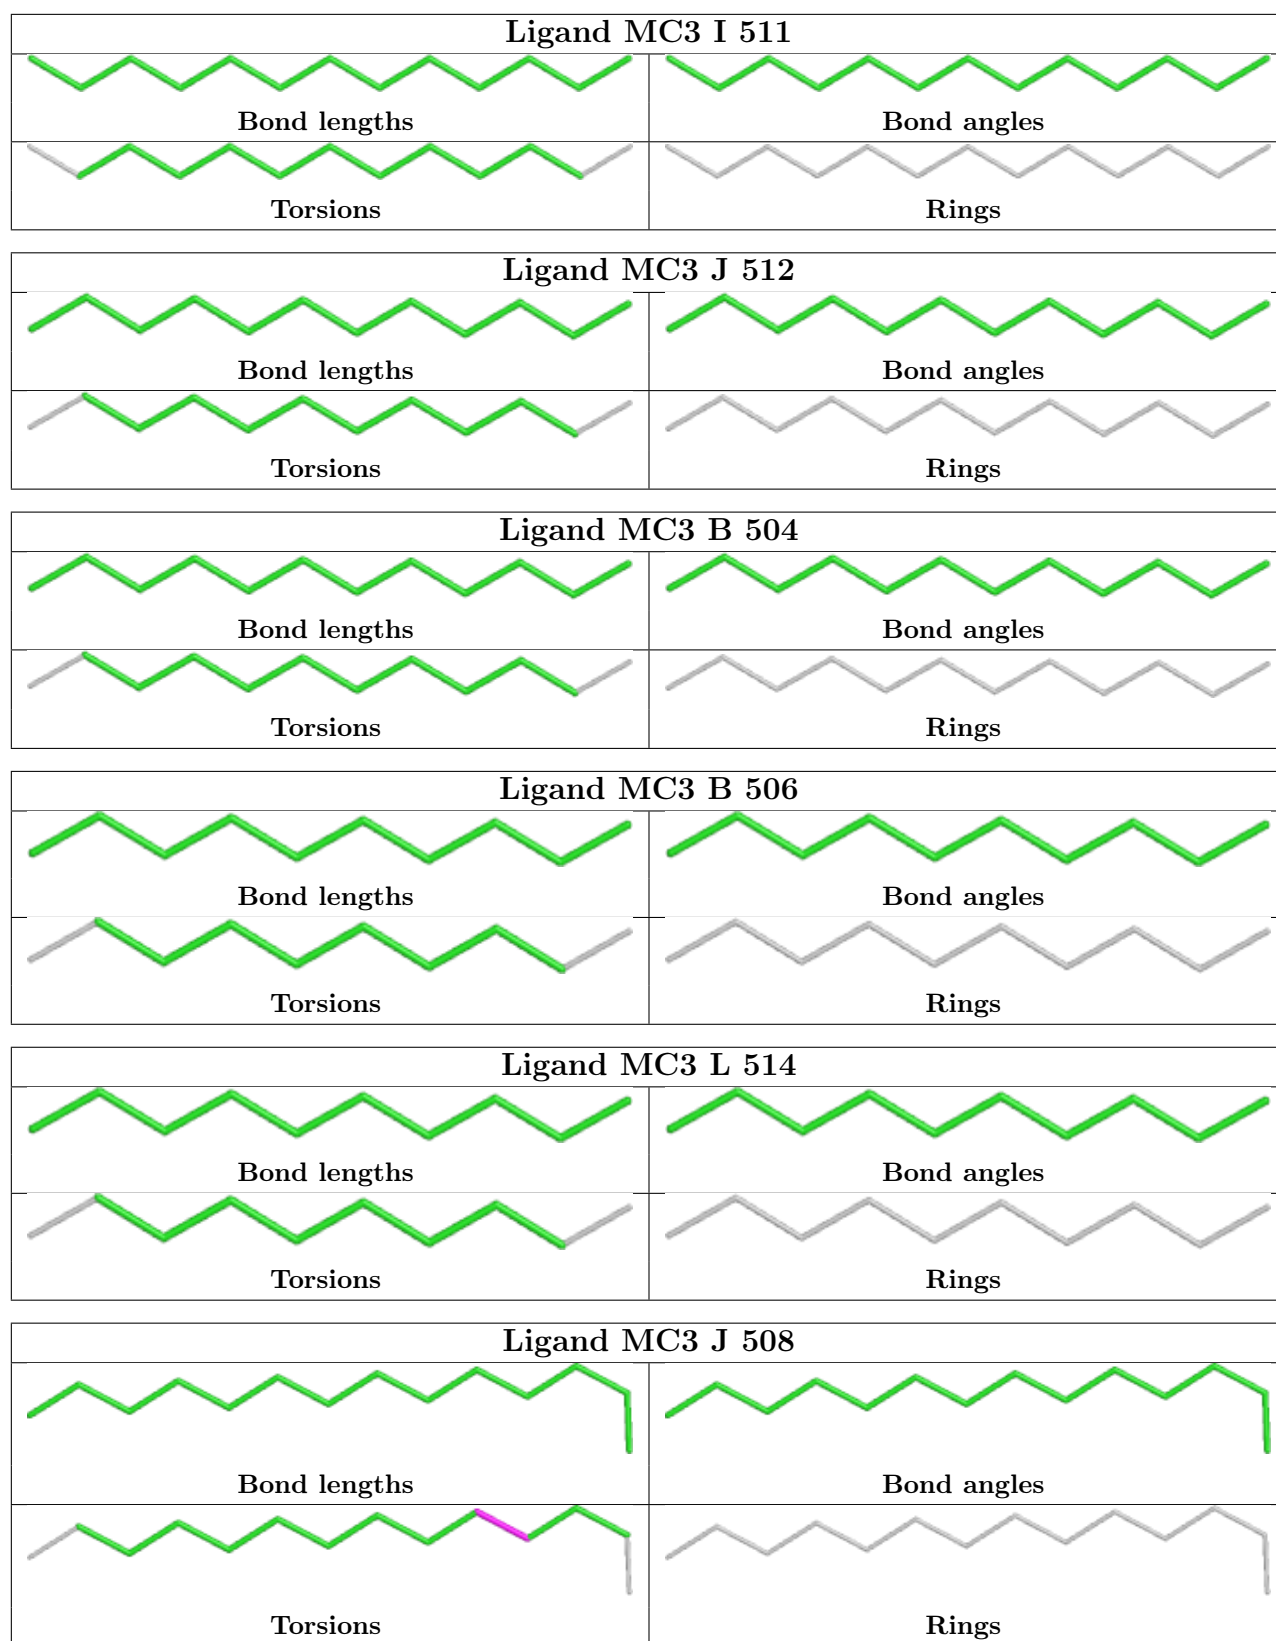 Ligand MC3 I 511
Bond lengths Bond angles
Torsions Rings
Ligand MC3 J 512
Bond lengths Bond angles
Torsions Rings
Ligand MC3 B 504
Bond lengths Bond angles
Torsions Rings
Ligand MC3 B 506
Bond lengths Bond angles
Torsions Rings
Ligand MC3 L 514
Bond lengths Bond angles
Torsions Rings
Ligand MC3 J 508
Bond lengths Bond angles
Torsions Rings